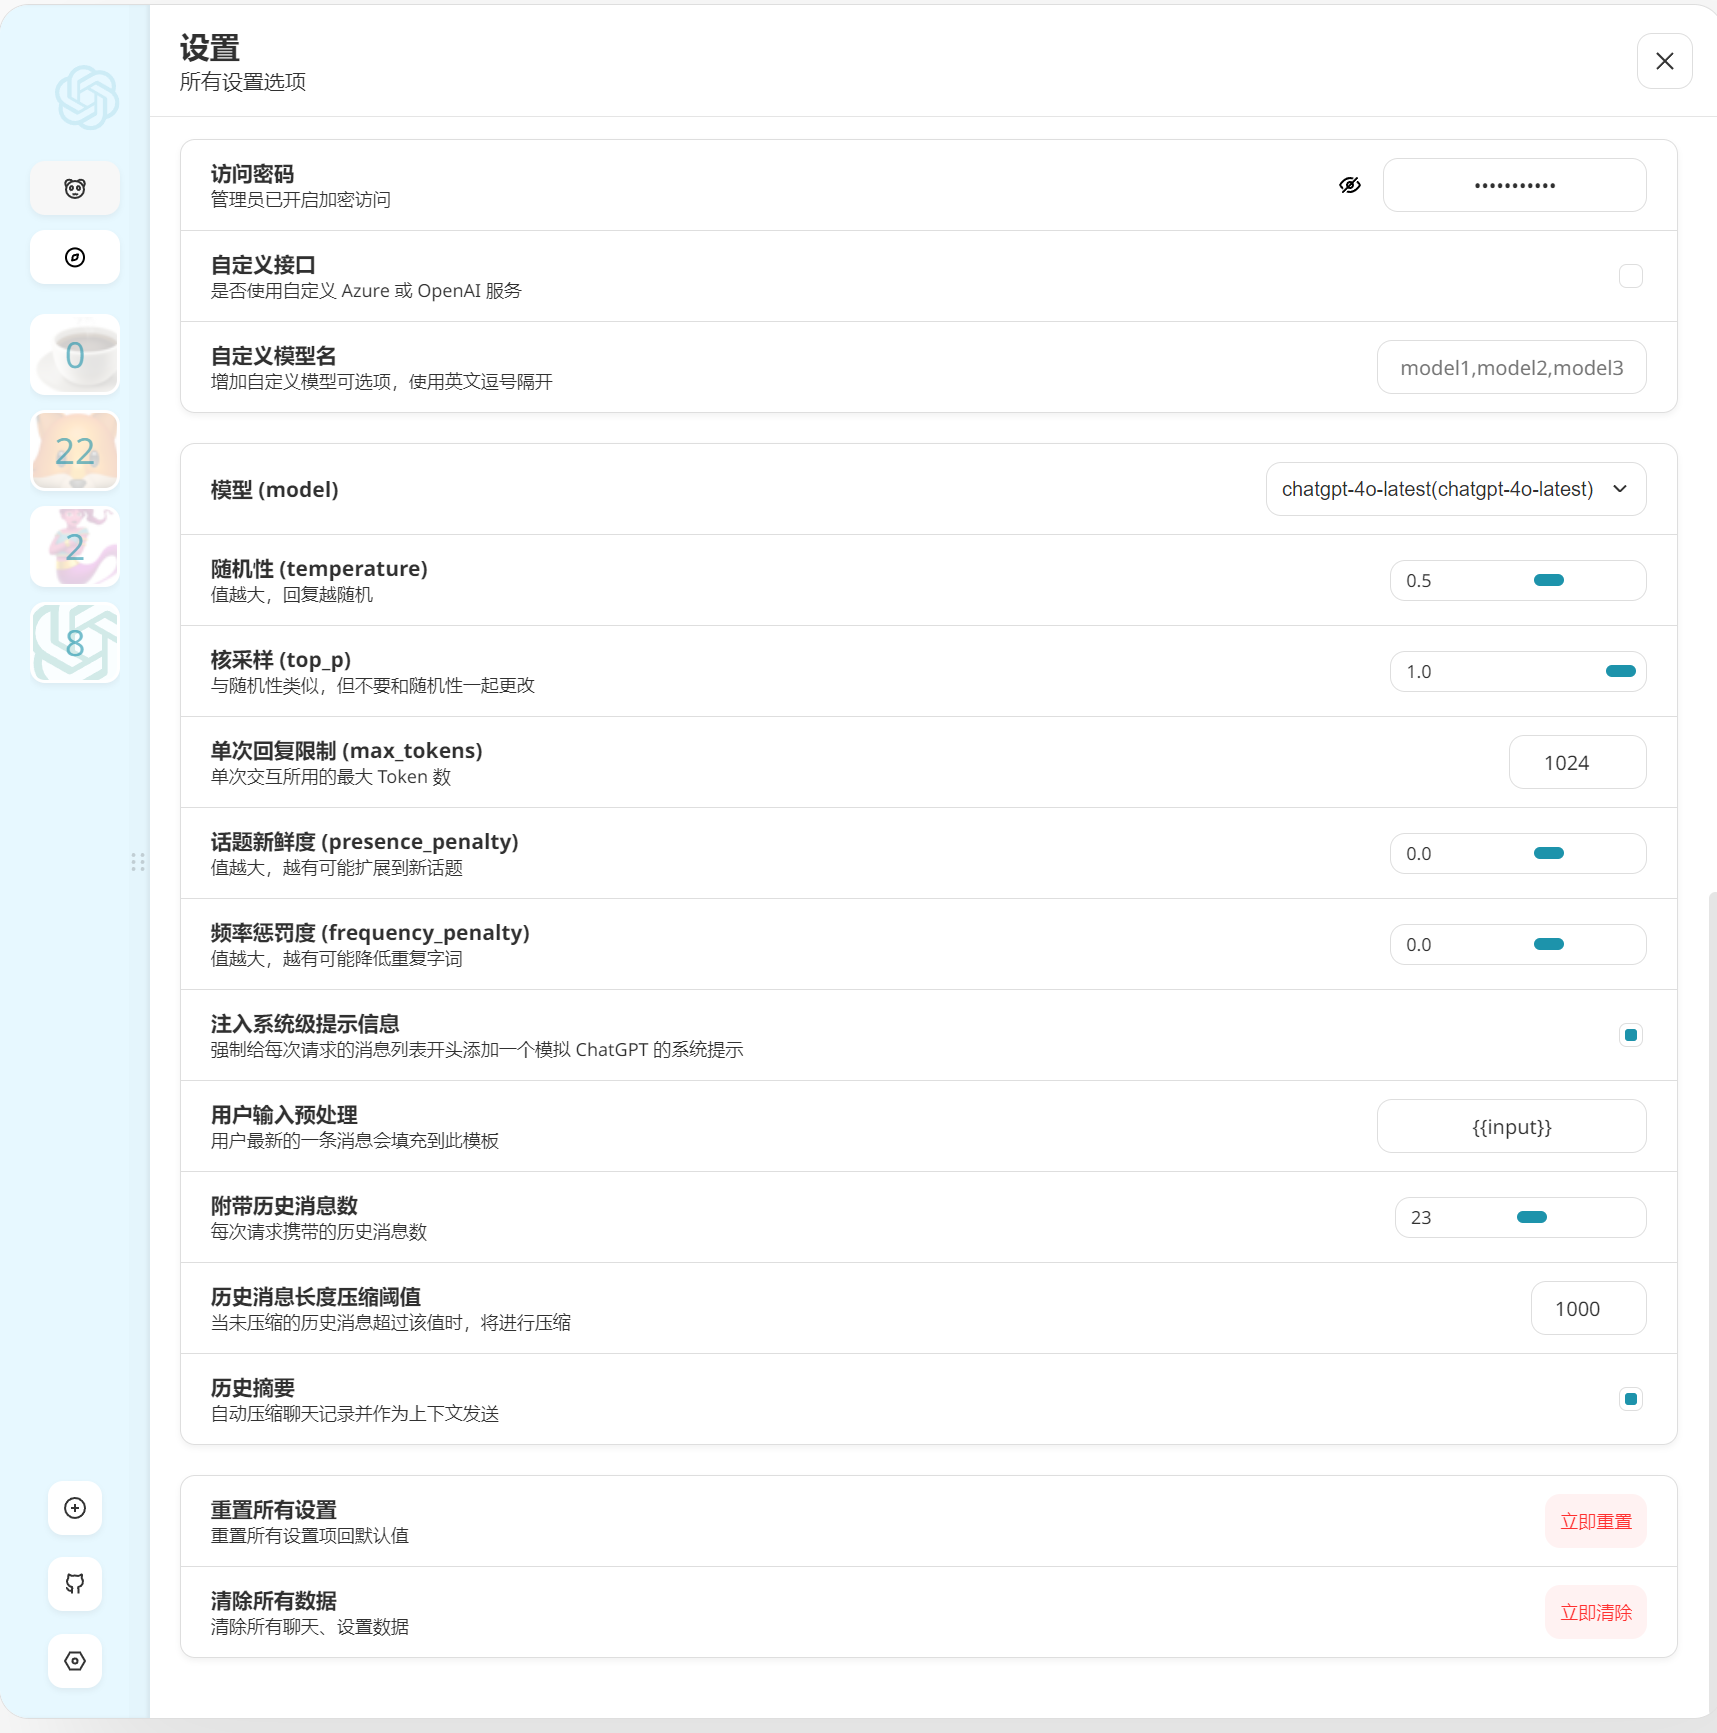 设置
所有设置选项
0
22
2
8
访问密码
管理员已开启加密访问
•••••••••••
自定义接口
是否使用自定义 Azure 或 OpenAI 服务
自定义模型名
增加自定义模型可选项，使用英文逗号隔开
model1,model2,model3
模型 (model)
chatgpt-4o-latest(chatgpt-4o-latest)
随机性 (temperature)
值越大，回复越随机
0.5
核采样 (top_p)
与随机性类似，但不要和随机性一起更改
1.0
单次回复限制 (max_tokens)
单次交互所用的最大 Token 数
1024
话题新鲜度 (presence_penalty)
值越大，越有可能扩展到新话题
0.0
频率惩罚度 (frequency_penalty)
值越大，越有可能降低重复字词
0.0
注入系统级提示信息
强制给每次请求的消息列表开头添加一个模拟 ChatGPT 的系统提示
用户输入预处理
用户最新的一条消息会填充到此模板
{{input}}
附带历史消息数
每次请求携带的历史消息数
23
历史消息长度压缩阈值
当未压缩的历史消息超过该值时，将进行压缩
1000
历史摘要
自动压缩聊天记录并作为上下文发送
重置所有设置
重置所有设置项回默认值
立即重置
清除所有数据
清除所有聊天、设置数据
立即清除